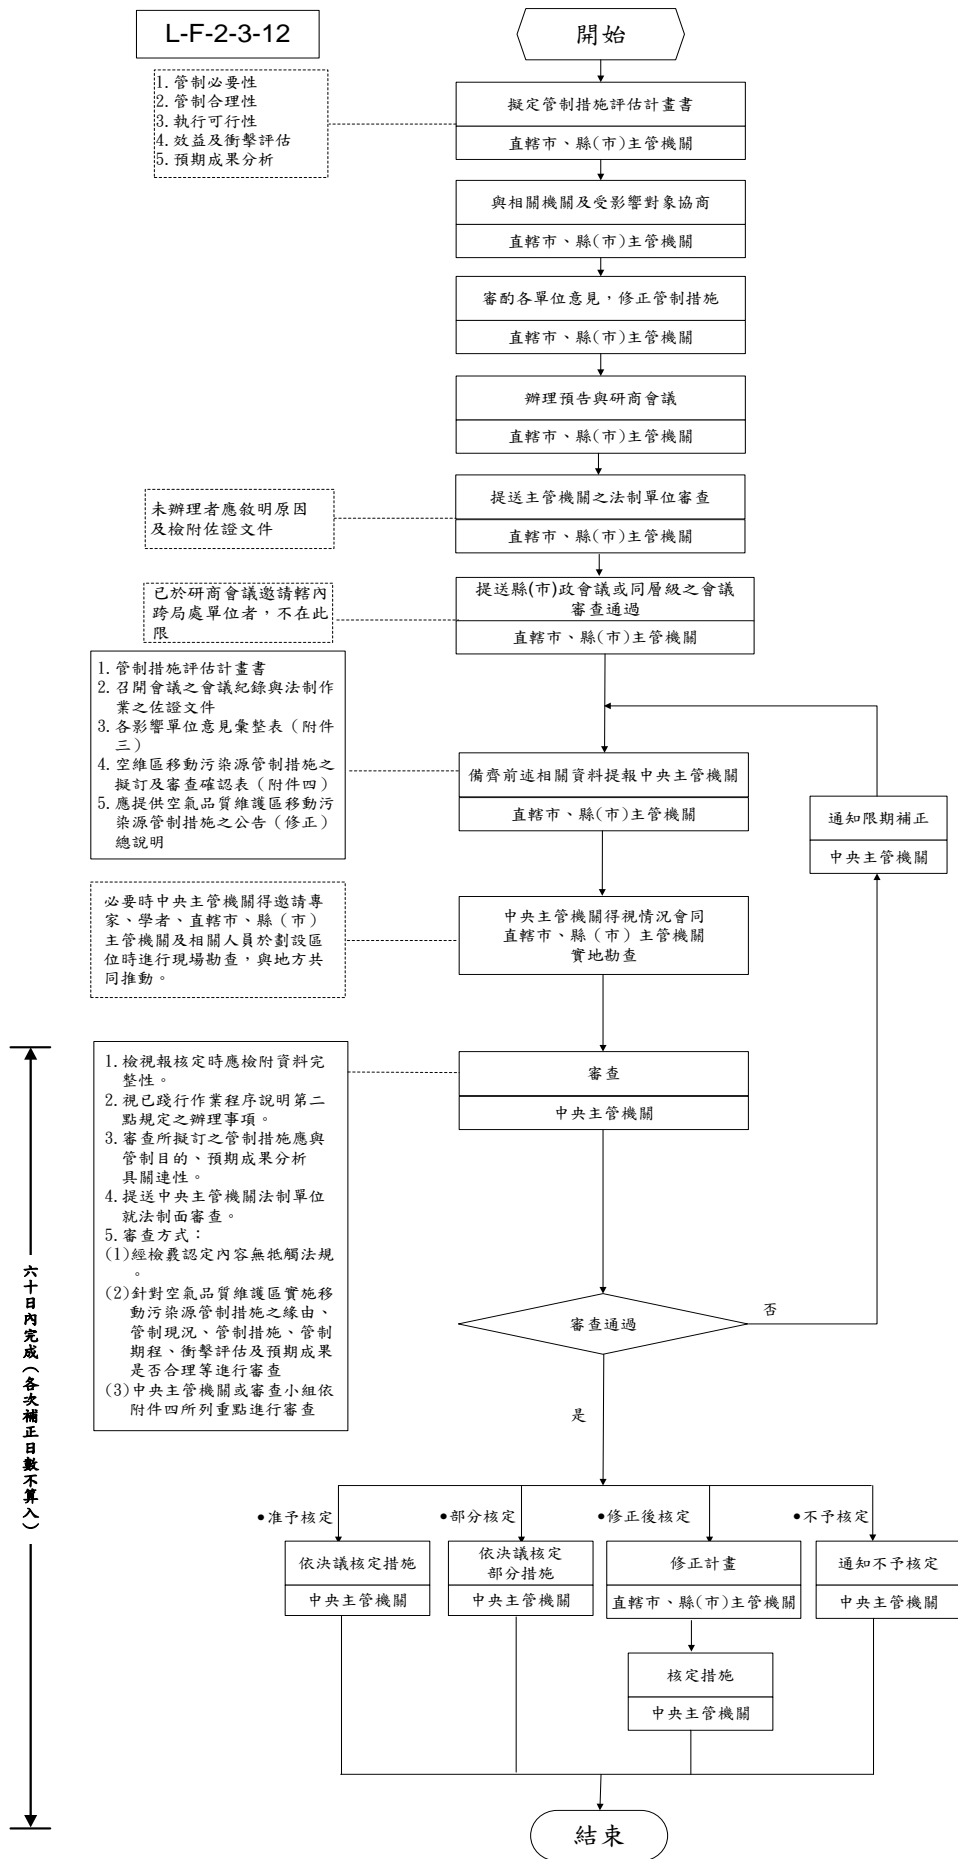 L-F-2-3-12
開始
1. 管制必要性
2. 管制合理性
3. 執行可行性
4. 效益及衝擊評估
5. 預期成果分析
擬定管制措施評估計畫書
直轄市、縣(市)主管機關
與相關機關及受影響對象協商
直轄市、縣(市)主管機關
審酌各單位意見，修正管制措施
直轄市、縣(市)主管機關
辦理預告與研商會議
直轄市、縣(市)主管機關
未辦理者應敘明原因
及檢附佐證文件
提送主管機關之法制單位審查
直轄市、縣(市)主管機關
已於研商會議邀請轄內
跨局處單位者，不在此
限
提送縣(市)政會議或同層級之會議
審查通過
直轄市、縣(市)主管機關
1. 管制措施評估計畫書
2. 召開會議之會議紀錄與法制作
業之佐證文件
3. 各影響單位意見彙整表（附件
三）
4. 空維區移動污染源管制措施之
擬訂及審查確認表（附件四）
5. 應提供空氣品質維護區移動污
染源管制措施之公告（修正）
總說明
備齊前述相關資料提報中央主管機關
直轄市、縣(市)主管機關
通知限期補正
中央主管機關
必要時中央主管機關得邀請專
家、學者、直轄市、縣（市）
主管機關及相關人員於劃設區
位時進行現場勘查，與地方共
同推動。
中央主管機關得視情況會同
直轄市、縣（市）主管機關
實地勘查
1. 檢視報核定時應檢附資料完
整性。
2. 視已踐行作業程序說明第二
點規定之辦理事項。
3. 審查所擬訂之管制措施應與
管制目的、預期成果分析
具關連性。
4. 提送中央主管機關法制單位
就法制面審查。
5. 審查方式：
(1)經檢覈認定內容無牴觸法規
。
(2)針對空氣品質維護區實施移
動污染源管制措施之緣由、
管制現況、管制措施、管制
期程、衝擊評估及預期成果
是否合理等進行審查
(3)中央主管機關或審查小組依
附件四所列重點進行審查
審查
中央主管機關
六十日內完成（各次補正日數不算入）
審查通過
否
是
●准予核定
●部分核定
●修正後核定
●不予核定
依決議核定措施
中央主管機關
依決議核定
部分措施
中央主管機關
修正計畫
直轄市、縣(市)主管機關
通知不予核定
中央主管機關
核定措施
中央主管機關
結束